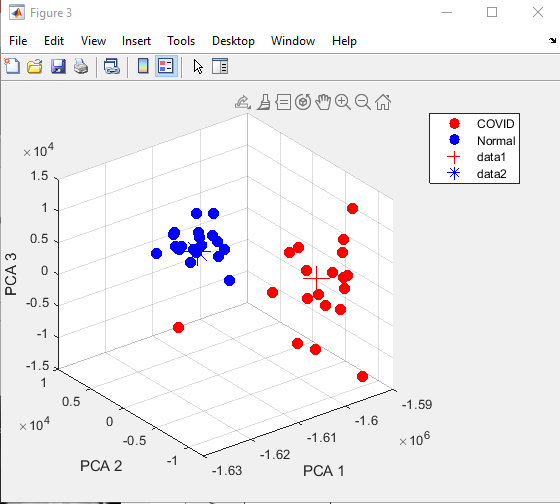 Figure 3
File Edit View Insert Tools Desktop Window Help
COVID
Normal
data1
data2
×10⁴
1.5
1
0.5
0
-0.5
-1
-1.5
PCA 3
1
0.5
0
-0.5
-1
×10⁴
PCA 2
-1.63
-1.62
-1.61
-1.6
-1.59
×10⁶
PCA 1